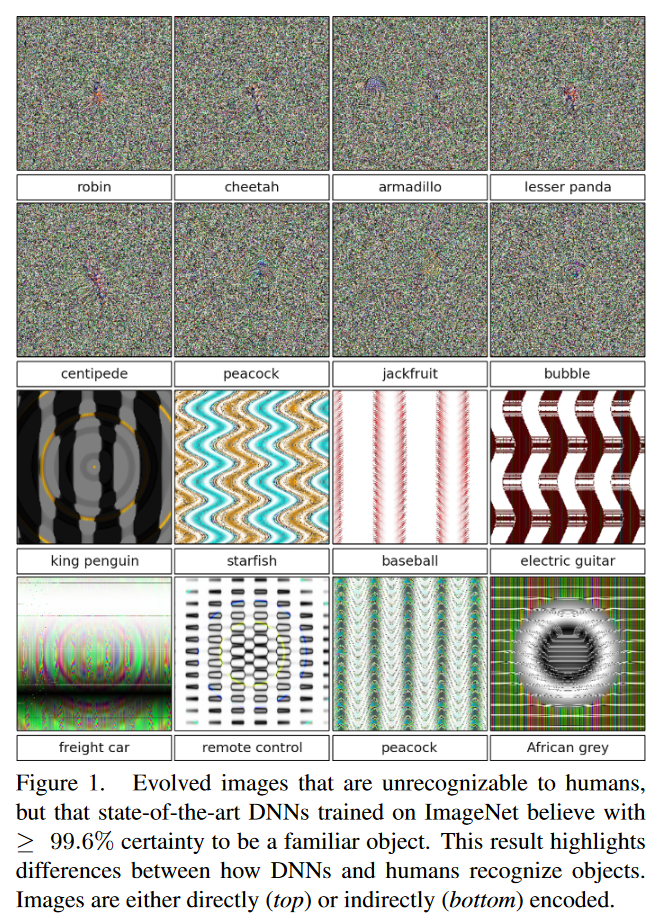 robin
cheetah
armadillo
lesser panda
centipede
peacock
jackfruit
bubble
king penguin
starfish
baseball
electric guitar
freight car
remote control
peacock
African grey
Figure 1. Evolved images that are unrecognizable to humans,
but that state-of-the-art DNNs trained on ImageNet believe with
≥ 99.6% certainty to be a familiar object. This result highlights
differences between how DNNs and humans recognize objects.
Images are either directly (top) or indirectly (bottom) encoded.